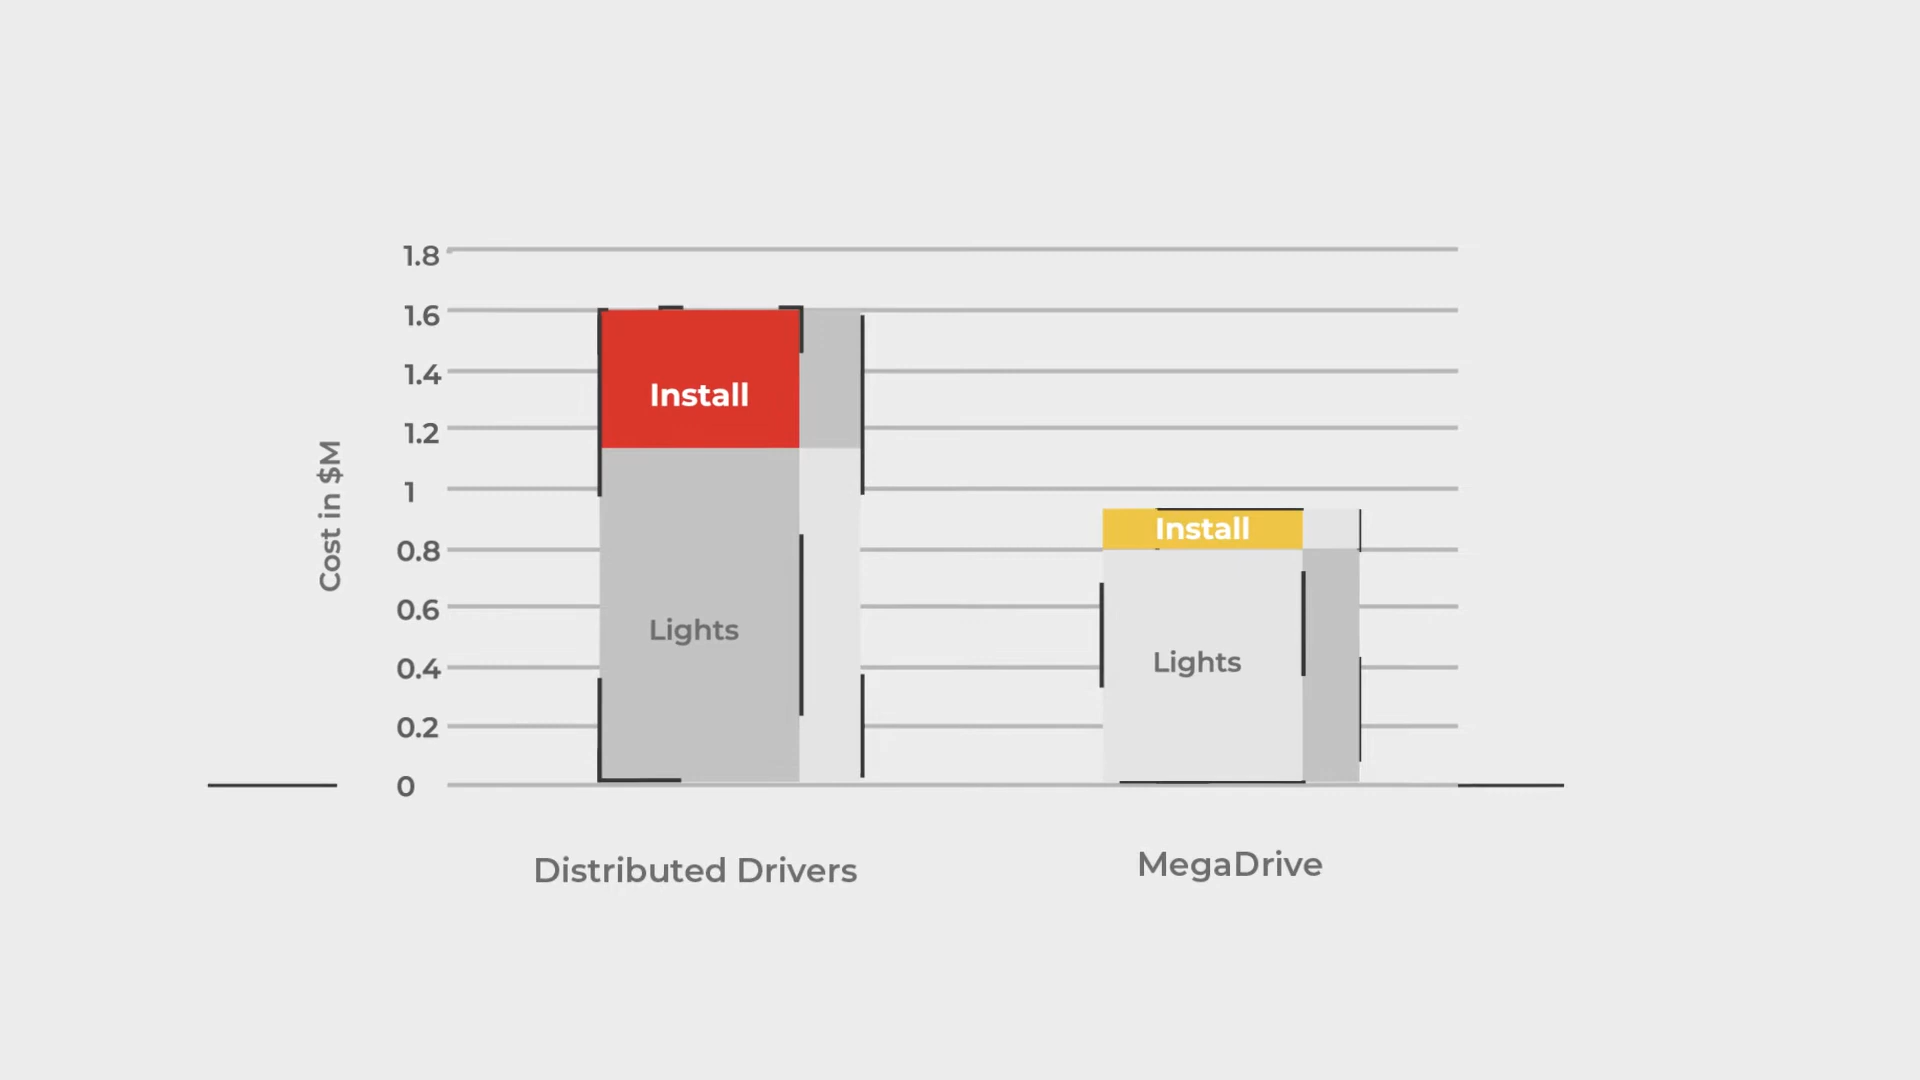 Cost in $M
1.8
1.6
1.4
1.2
1
0.8
0.6
0.4
0.2
0
Install
Lights
Install
Lights
Distributed Drivers
MegaDrive